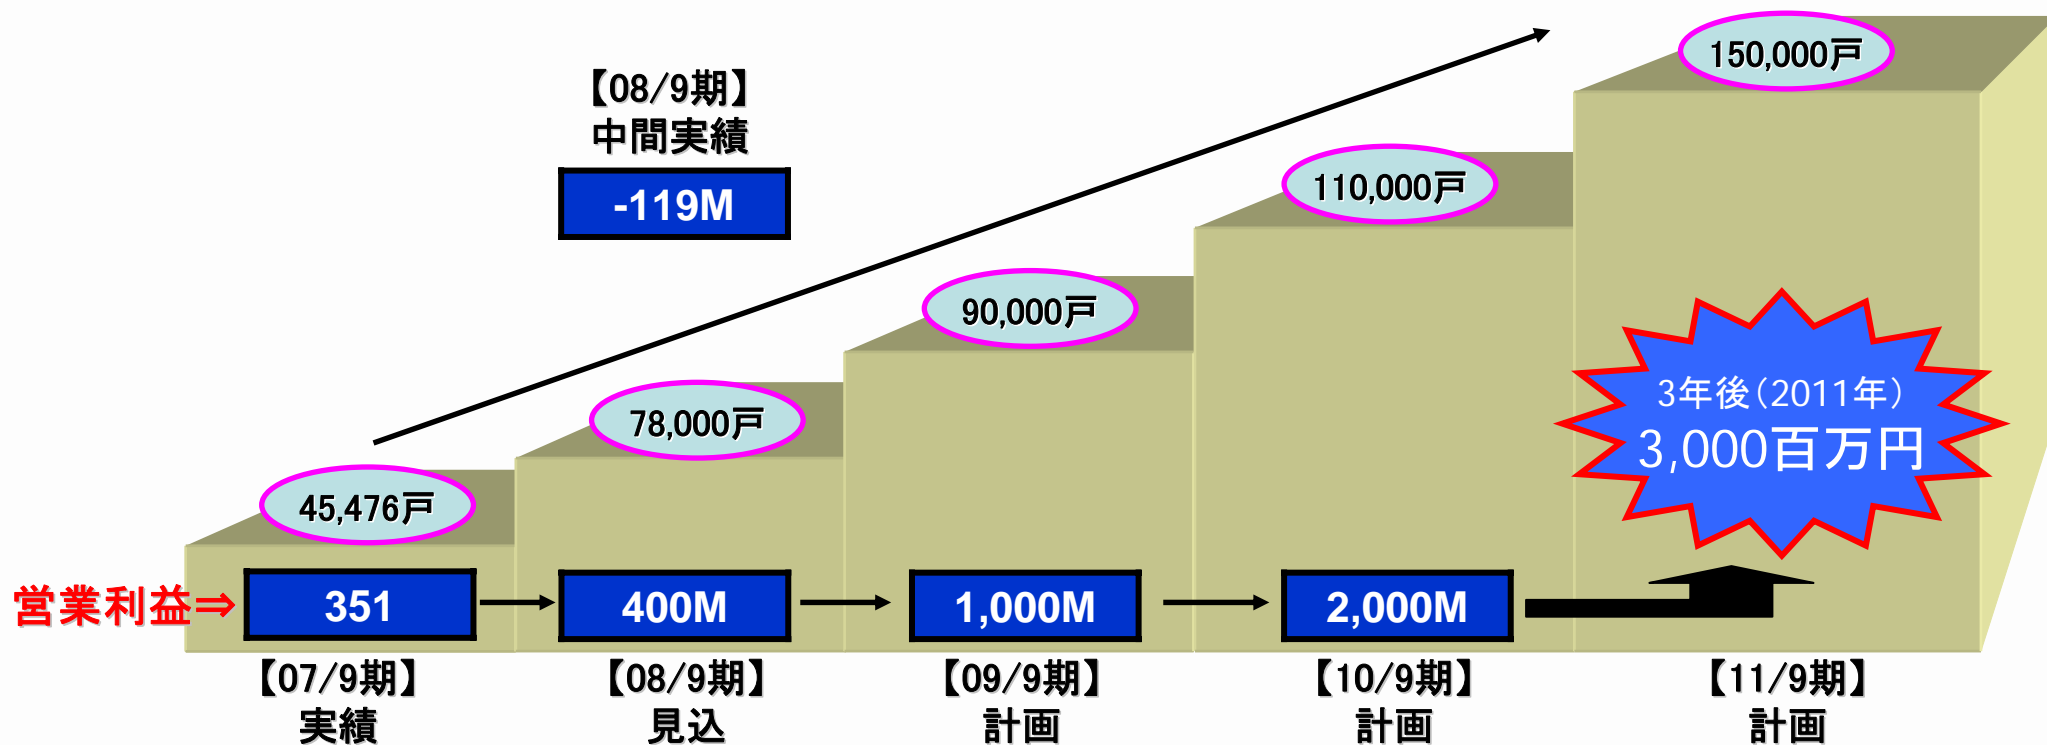 【08/9期】
中間実績
-119M
150,000戸
110,000戸
90,000戸
78,000戸
45,476戸
3年後(2011年)
3,000百万円
営業利益⇒
351
400M
1,000M
2,000M
【07/9期】
実績
【08/9期】
見込
【09/9期】
計画
【10/9期】
計画
【11/9期】
計画